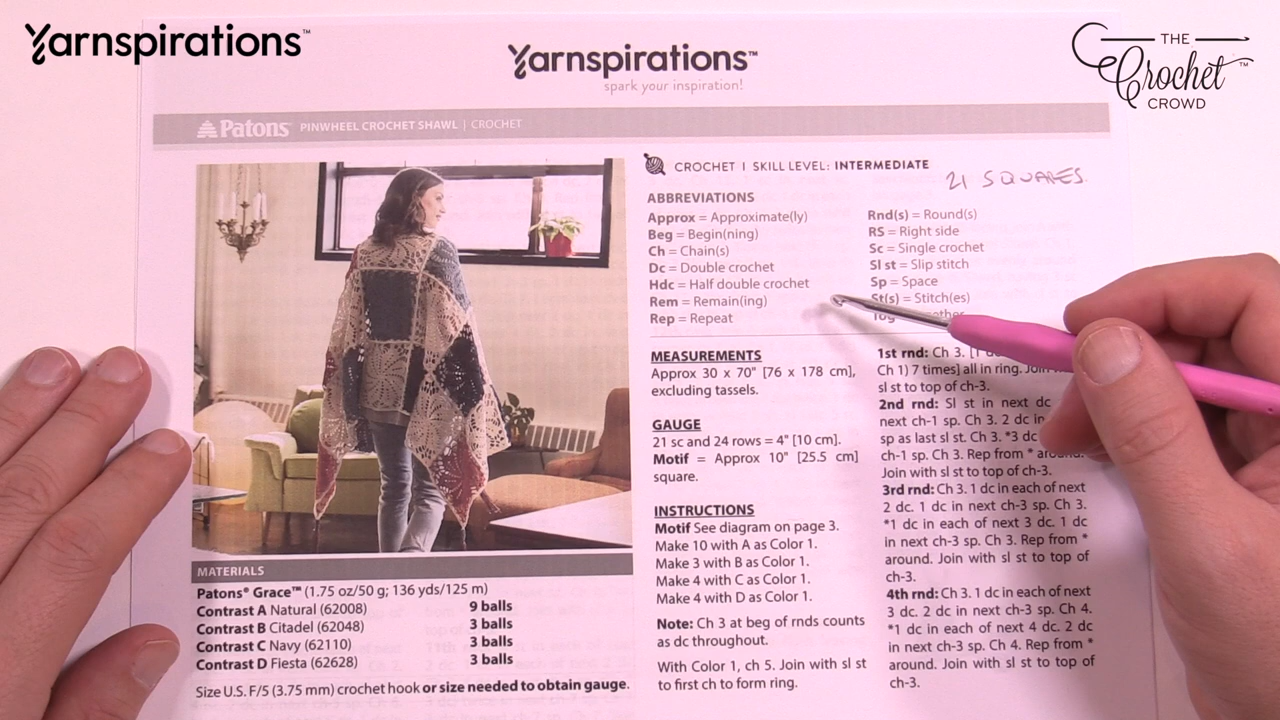 Yarnspirations™
THE
Crochet™
CROWD
Yarnspirations™
spark your inspiration!
Patons® PINWHEEL CROCHET SHAWL | CROCHET
CROCHET I SKILL LEVEL: INTERMEDIATE
21 SQUARES.
ABBREVIATIONS
Approx = Approximate(ly)
Beg = Begin(ning)
Ch = Chain(s)
Dc = Double crochet
Hdc = Half double crochet
Rem = Remain(ing)
Rep = Repeat
Rnd(s) = Round(s)
RS = Right side
Sc = Single crochet
Sl st = Slip stitch
Sp = Space
St(s) = Stitch(es)
MEASUREMENTS
Approx 30 x 70" [76 x 178 cm],
excluding tassels.
GAUGE
21 sc and 24 rows = 4" [10 cm].
Motif = Approx 10" [25.5 cm]
square.
INSTRUCTIONS
Motif See diagram on page 3.
Make 10 with A as Color 1.
Make 3 with B as Color 1.
Make 4 with C as Color 1.
Make 4 with D as Color 1.
Note: Ch 3 at beg of rnds counts
as dc throughout.
With Color 1, ch 5. Join with sl st
to first ch to form ring.
1st rnd: Ch 3. [1
Ch 1) 7 times] all in ring. Join
sl st to top of ch-3.
2nd rnd: Sl st in next dc
next ch-1 sp. Ch 3. 2 dc in
sp as last sl st. Ch 3. *3 dc
ch-1 sp. Ch 3. Rep from * around.
Join with sl st to top of ch-3.
3rd rnd: Ch 3. 1 dc in each of next
2 dc. 1 dc in next ch-3 sp. Ch 3.
*1 dc in each of next 3 dc. 1 dc
in next ch-3 sp. Ch 3. Rep from *
around. Join with sl st to top of
ch-3.
4th rnd: Ch 3. 1 dc in each of next
3 dc. 2 dc in next ch-3 sp. Ch 4.
*1 dc in each of next 4 dc. 2 dc
in next ch-3 sp. Ch 4. Rep from *
around. Join with sl st to top of
ch-3.
MATERIALS
Patons® Grace™ (1.75 oz/50 g; 136 yds/125 m)
Contrast A Natural (62008) 9 balls
Contrast B Citadel (62048) 3 balls
Contrast C Navy (62110) 3 balls
Contrast D Fiesta (62628) 3 balls
Size U.S. F/5 (3.75 mm) crochet hook or size needed to obtain gauge.